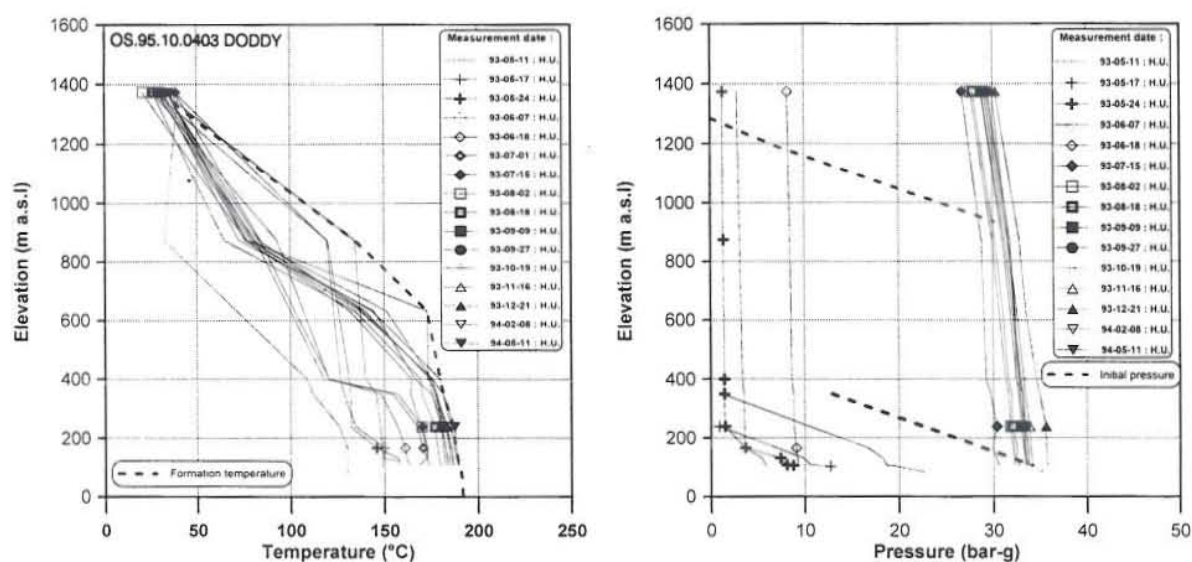 OS.95.10.0403 DODDY
Measurement date :
93-05-11 : H.U.
93-05-17 : H.U.
93-05-24 : H.U.
93-06-07 : H.U.
93-06-18 : H.U.
93-07-01 : H.U.
93-07-15 : H.U.
93-08-02 : H.U.
93-08-18 : H.U.
93-09-09 : H.U.
93-09-27 : H.U.
93-10-19 : H.U.
93-11-16 : H.U.
93-12-21 : H.U.
94-02-08 : H.U.
94-05-11 : H.U.
Formation temperature
Elevation (m a.s.l)
1600
1400
1200
1000
800
600
400
200
0
0
50
100
150
200
250
Temperature (°C)
Measurement date :
93-05-11 : H.U.
93-05-17 : H.U.
93-05-24 : H.U.
93-06-07 : H.U.
93-06-18 : H.U.
93-07-15 : H.U.
93-08-02 : H.U.
93-08-18 : H.U.
93-09-09 : H.U.
93-09-27 : H.U.
93-10-19 : H.U.
93-11-16 : H.U.
93-12-21 : H.U.
94-02-08 : H.U.
94-05-11 : H.U.
Initial pressure
Elevation (m a.s.l)
1600
1400
1200
1000
800
600
400
200
0
0
10
20
30
40
50
Pressure (bar-g)